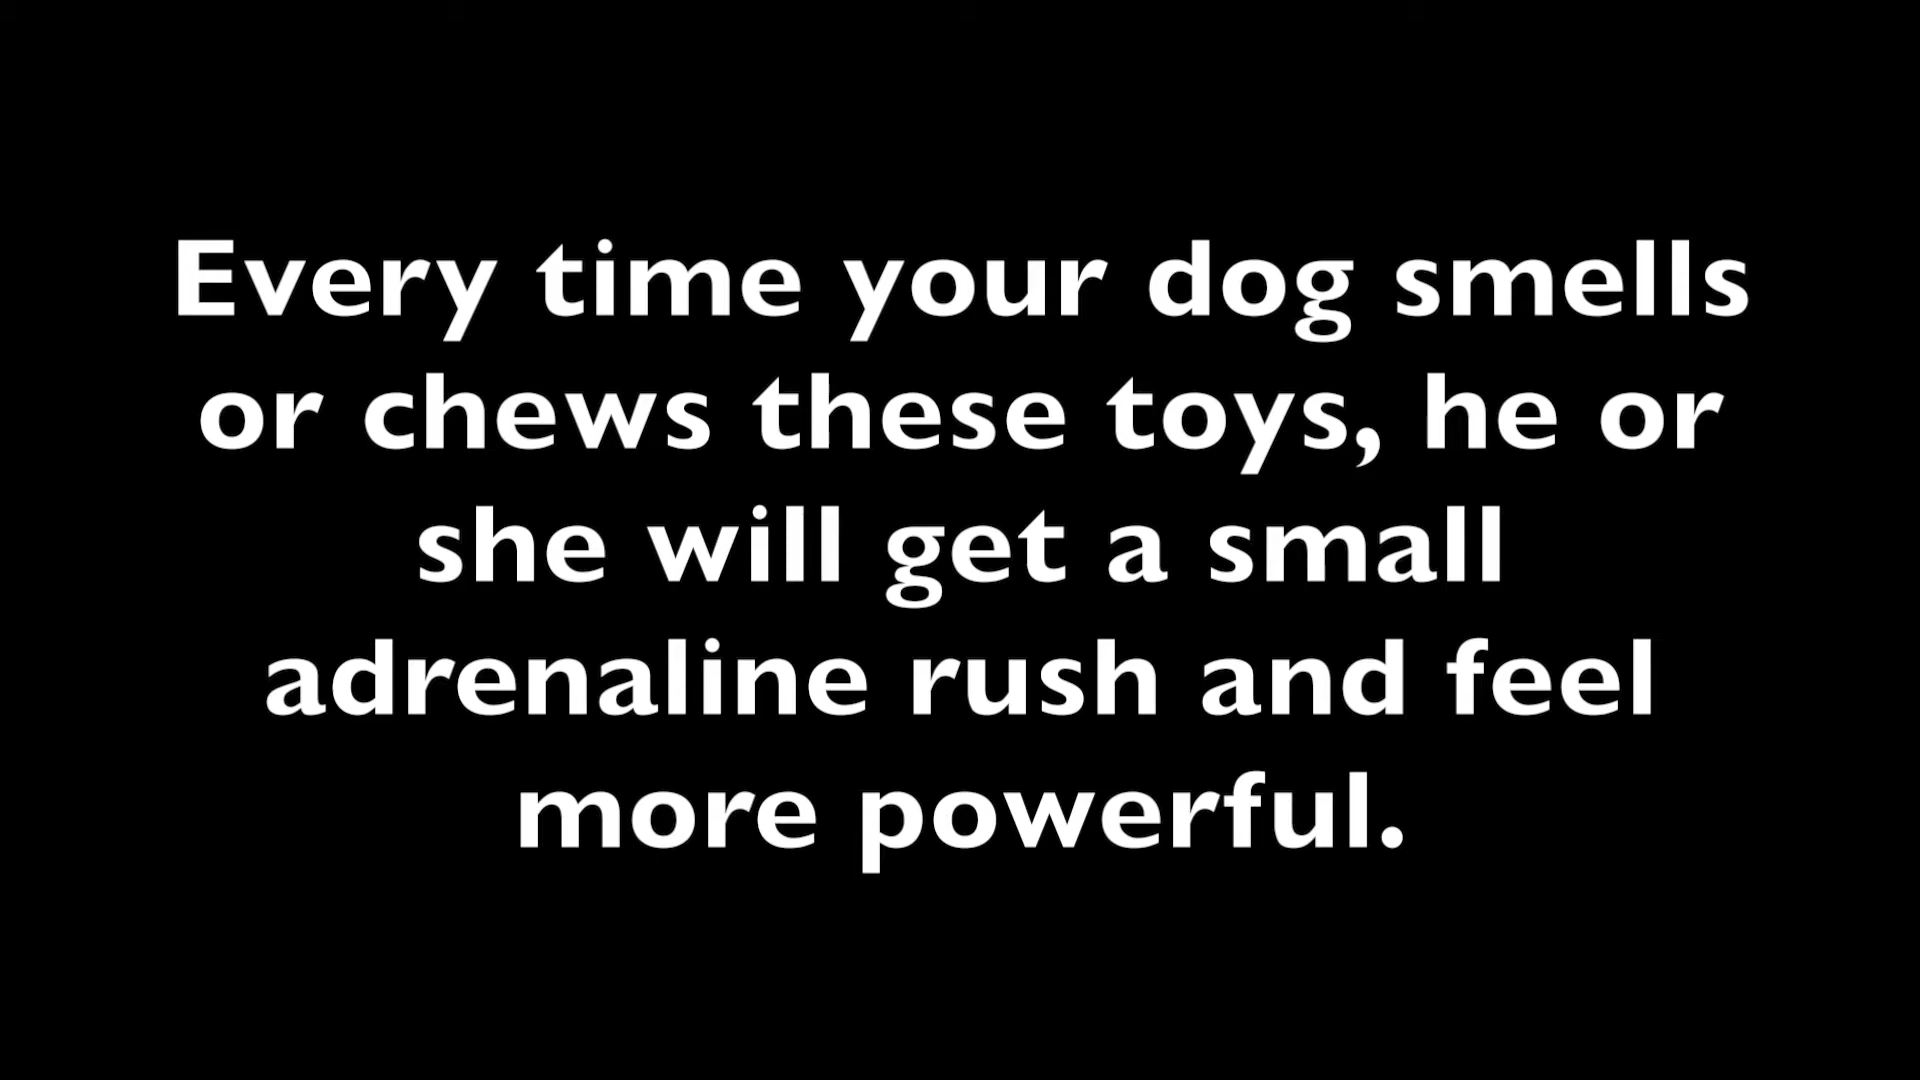 Every time your dog smells
or chews these toys, he or
she will get a small
adrenaline rush and feel
more powerful.